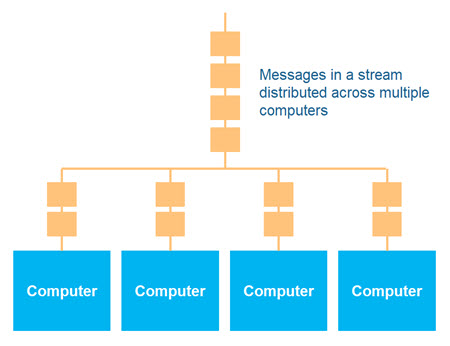 Messages in a stream
distributed across multiple
computers
Computer Computer Computer Computer